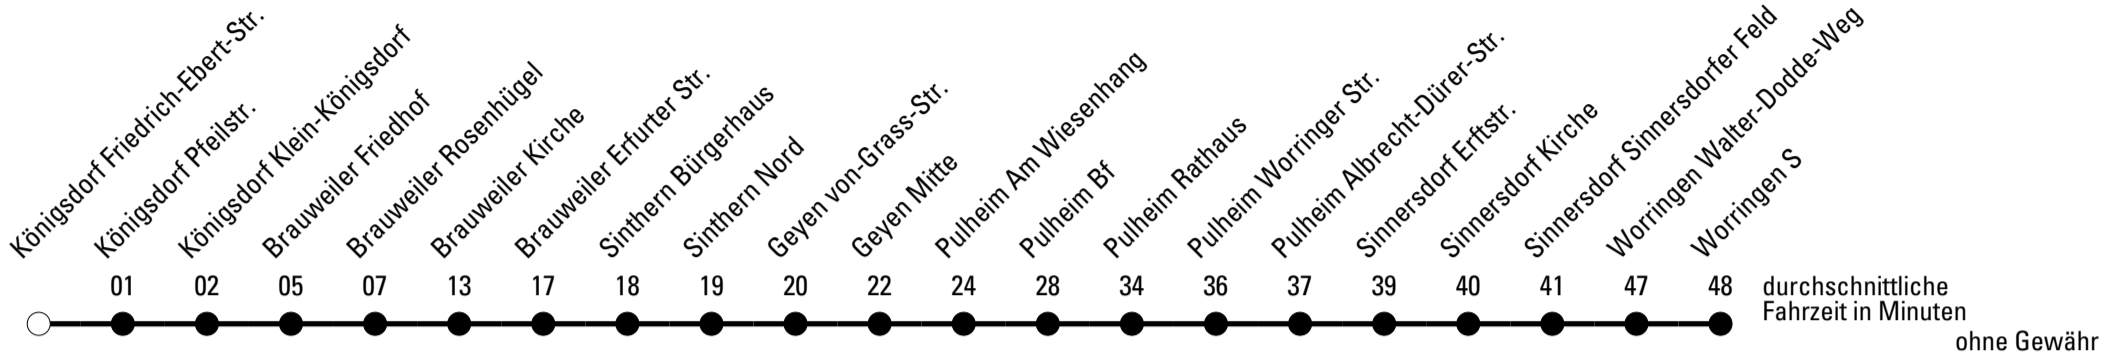 Königsdorf Friedrich-Ebert-Str.
Königsdorf Pfeilstr.
Königsdorf Klein-Königsdorf
Brauweiler Friedhof
Brauweiler Rosenhügel
Brauweiler Kirche
Brauweiler Erfurter Str.
Sinthern Bürgerhaus
Sinthern Nord
Geyen von-Grass-Str.
Geyen Mitte
Pulheim Am Wiesenhang
Pulheim Bf
Pulheim Rathaus
Pulheim Worringer Str.
Pulheim Albrecht-Dürer-Str.
Sinnersdorf Erftstr.
Sinnersdorf Kirche
Sinnersdorf Sinnersdorfer Feld
Worringen Walter-Dodde-Weg
Worringen S
01 02 05 07 13 17 18 19 20 22 24 28 34 36 37 39 40 41 47 48 durchschnittliche
Fahrzeit in Minuten
ohne Gewähr